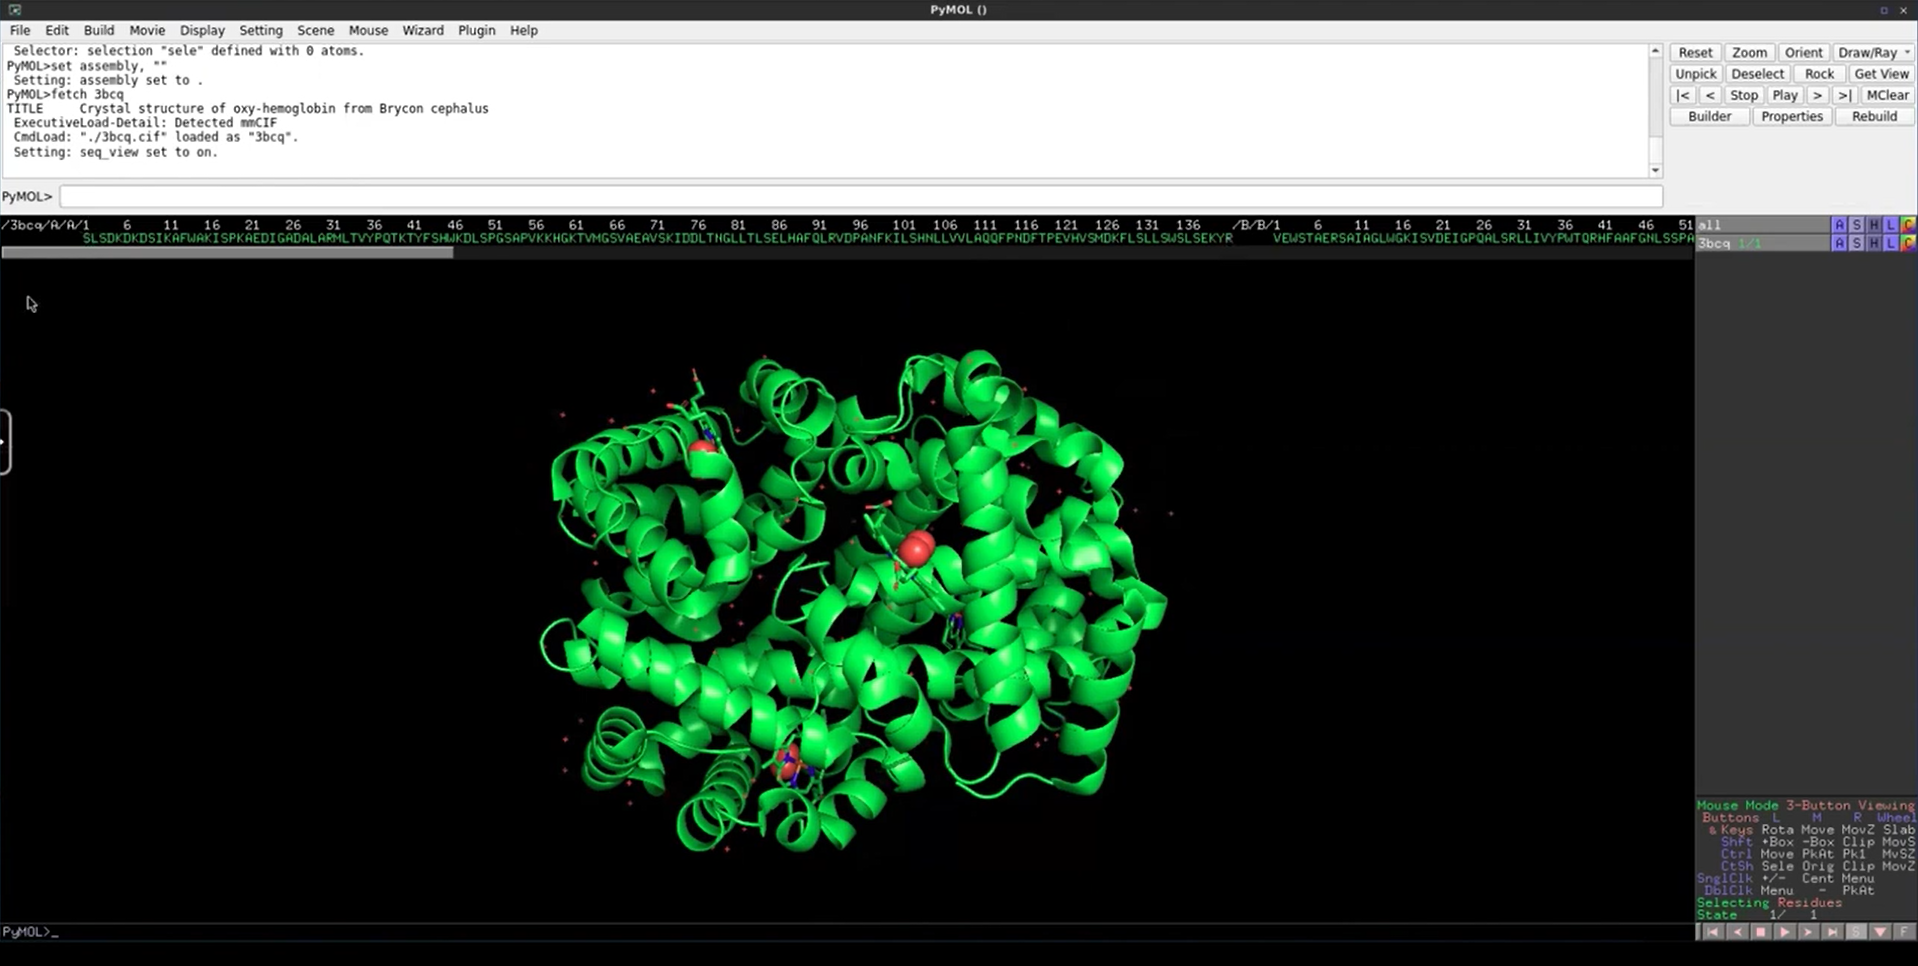 PyMOL ()
File Edit Build Movie Display Setting Scene Mouse Wizard Plugin Help
Selector: selection "sele" defined with 0 atoms.
PyMOL>set assembly, ""
Setting: assembly set to .
PyMOL>fetch 3bcq
TITLE     Crystal structure of oxy-hemoglobin from Brycon cephalus
ExecutiveLoad-Detail: Detected mmCIF
CmdLoad: "./3bcq.cif" loaded as "3bcq".
Setting: seq_view set to on.
Reset Zoom Orient Draw/Ray
Unpick Deselect Rock Get View
|< < Stop Play > >| MClear
Builder Properties Rebuild
PyMOL>
/3bcq/A/A/1 6 11 16 21 26 31 36 41 46 51 56 61 66 71 76 81 86 91 96 101 106 111 116 121 126 131 136 /B/B/1 6 11 16 21 26 31 36 41 46 51
SLSDKDKDSIKAFWAKISPKAEDIGADALARMLTVYPQTKTYFSHWKDLSPGSAPVKKHGKTVMGSVAEAVSKIDDLTNGLLTLSELHAFQLRVDPANFKILSHNLLVVLAQQFPNDFTPEVHVSMDKFLSLLSWSLSEKYR VEWSTAERSAIAGLWGKISVDEIGPQALSRLLIVYPWTQRHFAAFGNLSSPA
all A S H L C
3bcq 1/1 A S H L C
Mouse Mode 3-Button Viewing
Buttons L M R Wheel
& Keys Rota Move MovZ Slab
Shft +Box -Box Clip MovS
Ctrl Move PkAt Pk1 MvSZ
CtSh Sele Orig Clip MovZ
SnglClk +/- Cent Menu
DblClk Menu - PkAt
Selecting Residues
State 1/ 1
PyMOL>_
S F